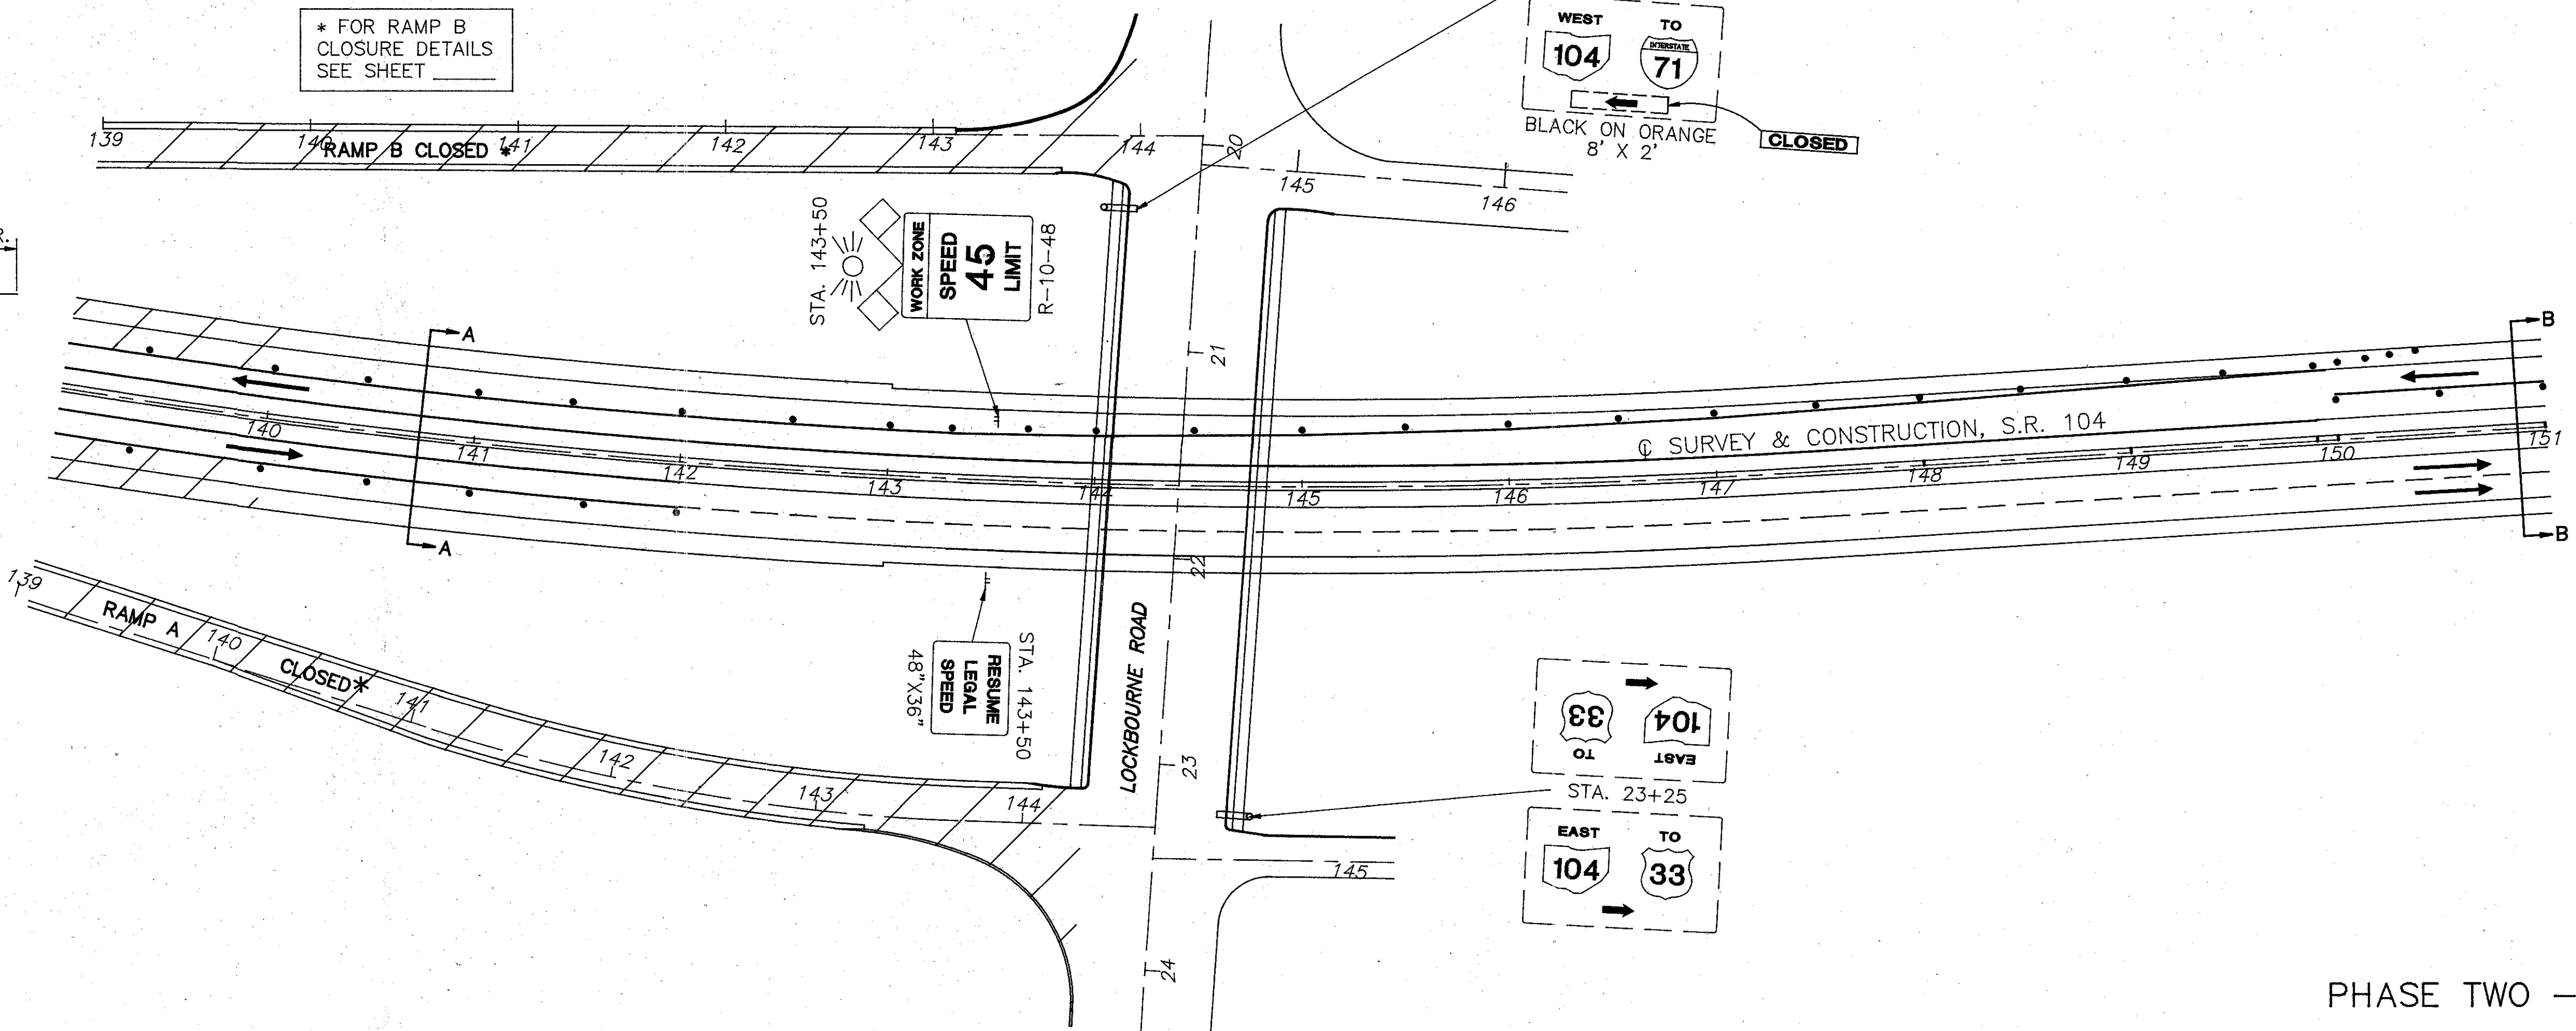 * FOR RAMP B
CLOSURE DETAILS
SEE SHEET
WEST
TO
104
INTERSTATE
71
BLACK ON ORANGE
8' X 2'
CLOSED
139
140
RAMP B CLOSED *
141
142
143
144
20
145
146
R.
STA. 143+50
WORK ZONE
SPEED
45
LIMIT
R-10-48
21
A
B
℄ SURVEY & CONSTRUCTION, S.R. 104
140
141
142
143
144
145
146
147
148
149
150
151
A
B
22
139
RAMP A
140
CLOSED*
141
142
143
144
STA. 143+50
RESUME
LEGAL
SPEED
48"X36"
LOCKBOURNE ROAD
23
EAST
TO
104
33
STA. 23+25
EAST
TO
104
33
145
24
PHASE TWO –